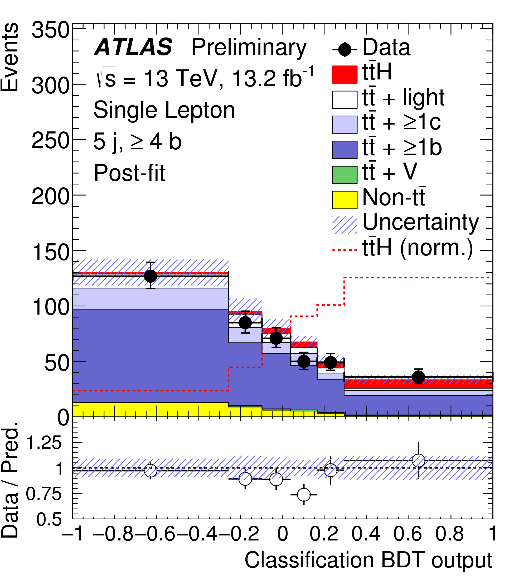 Events
350
300
250
200
150
100
50
0
ATLAS Preliminary
√s = 13 TeV, 13.2 fb⁻¹
Single Lepton
5 j, ≥ 4 b
Post-fit
Data
tt̄H
tt̄ + light
tt̄ + ≥1c
tt̄ + ≥1b
tt̄ + V
Non-tt̄
Uncertainty
tt̄H (norm.)
Data / Pred.
1.25
1
0.75
0.5
−1 −0.8 −0.6 −0.4 −0.2 0 0.2 0.4 0.6 0.8 1
Classification BDT output